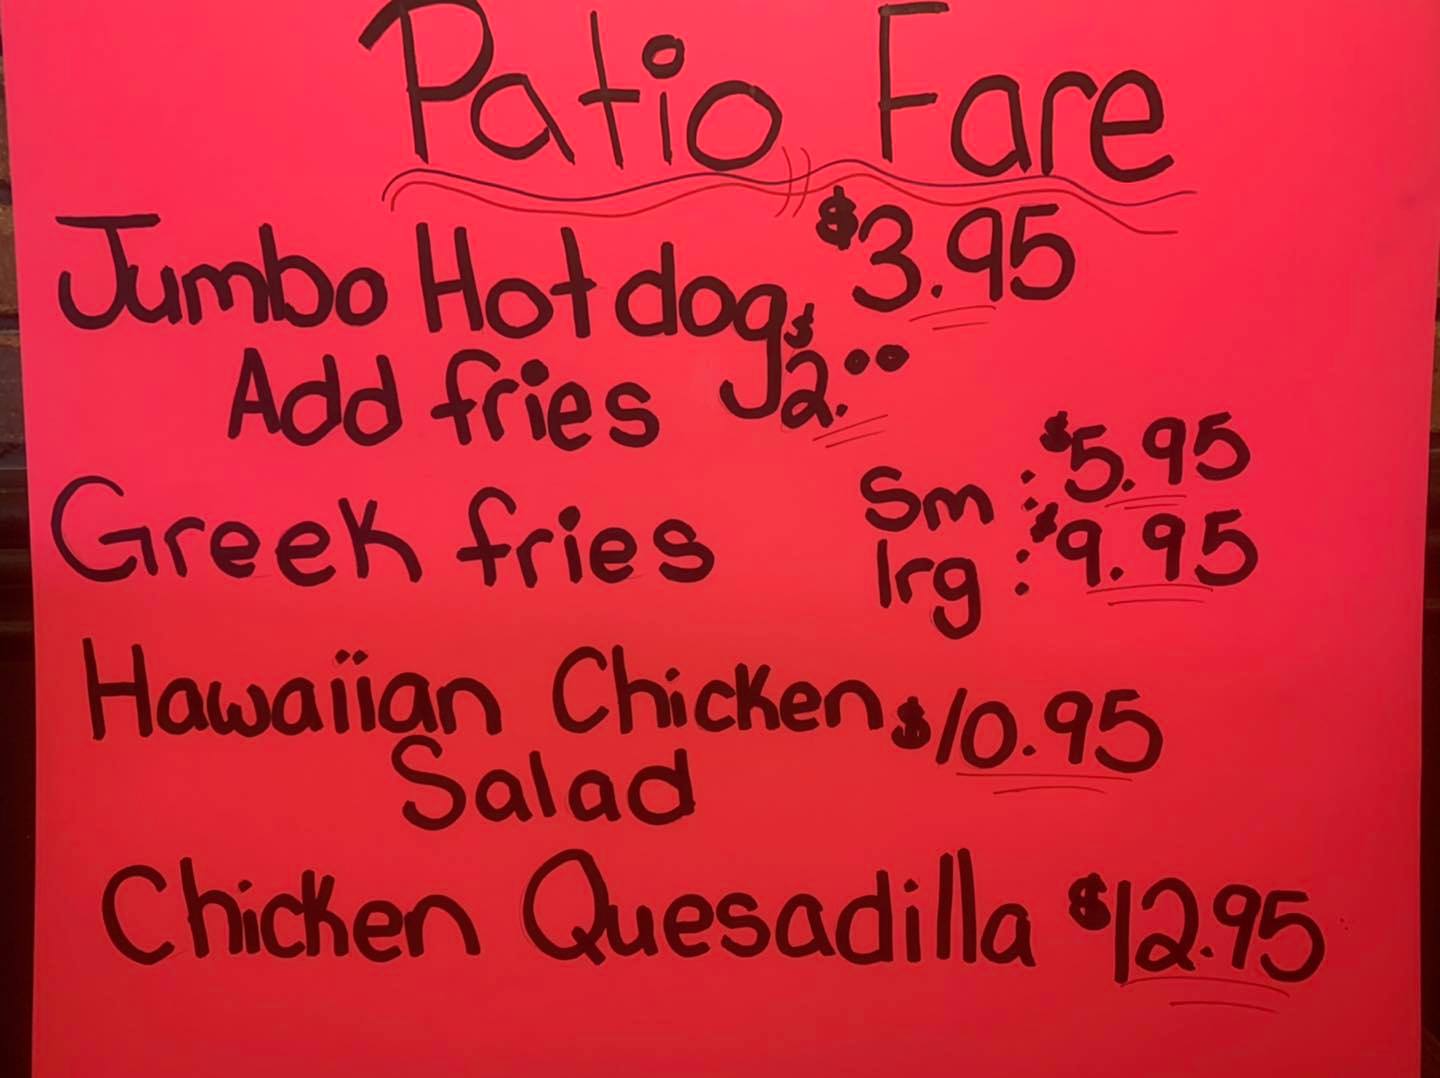 Patio Fare
Jumbo Hotdog $3.95
Add fries $2.00
Greek fries Sm : $5.95
lrg : $9.95
Hawaiian Chicken $10.95
Salad
Chicken Quesadilla $12.95